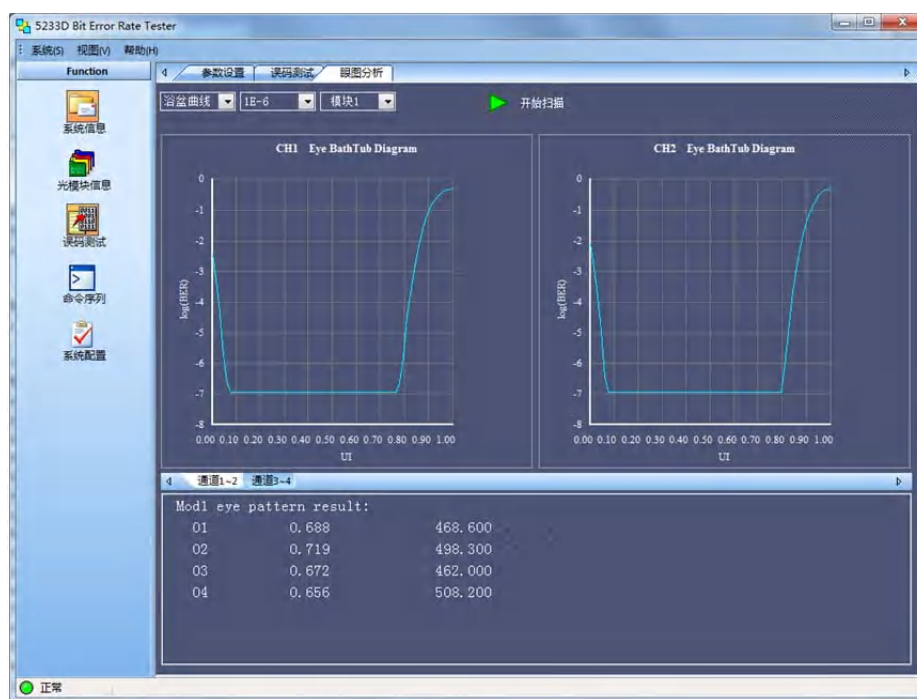 5233D Bit Error Rate Tester
系统(S) 视图(V) 帮助(H)
Function
系统信息
光模块信息
误码测试
命令序列
系统配置
参数设置 误码测试 眼图分析
浴盆曲线 1E-6 模块1 开始扫描
CH1 Eye BathTub Diagram
0
-1
-2
-3
-4
-5
-6
-7
-8
log(BER)
0.00 0.10 0.20 0.30 0.40 0.50 0.60 0.70 0.80 0.90 1.00
UI
CH2 Eye BathTub Diagram
0
-1
-2
-3
-4
-5
-6
-7
-8
log(BER)
0.00 0.10 0.20 0.30 0.40 0.50 0.60 0.70 0.80 0.90 1.00
UI
通道1~2 通道3~4
Mod1 eye pattern result:
01 0.688 468.600
02 0.719 498.300
03 0.672 462.000
04 0.656 508.200
正常